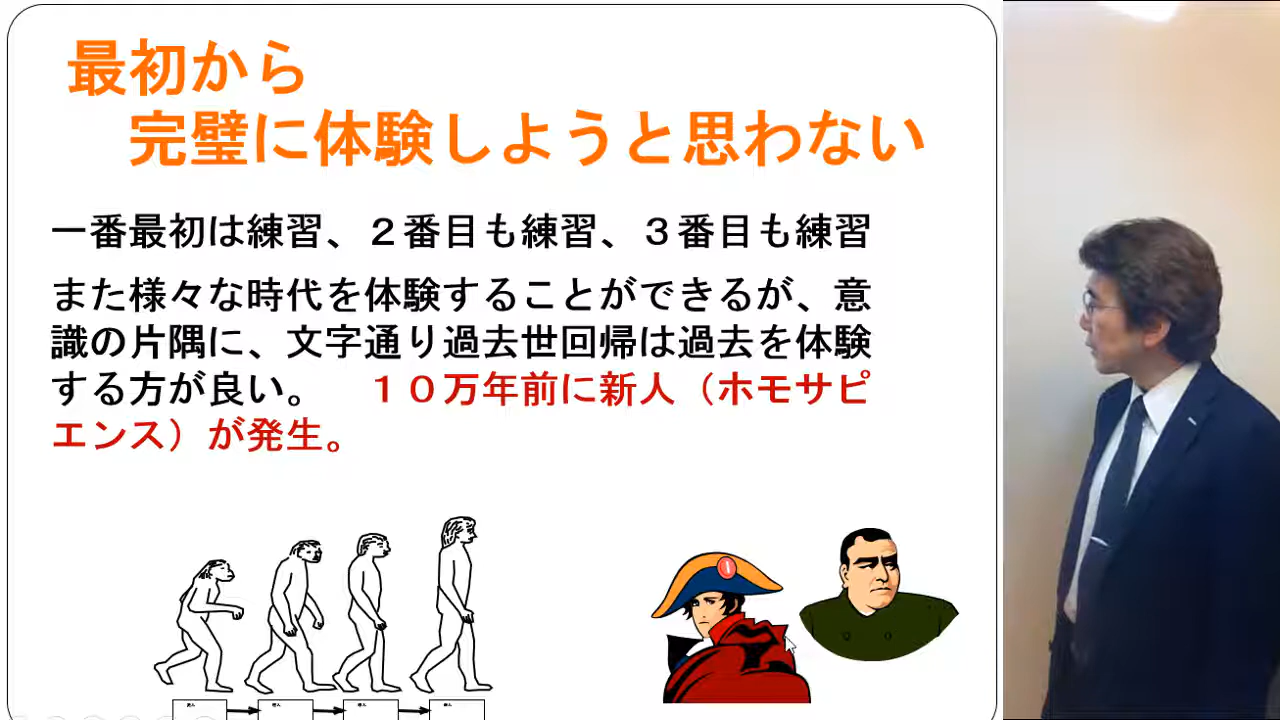 最初から
完璧に体験しようと思わない
一番最初は練習、２番目も練習、３番目も練習
また様々な時代を体験することができるが、意
識の片隅に、文字通り過去世回帰は過去を体験
する方が良い。　１０万年前に新人（ホモサピ
エンス）が発生。